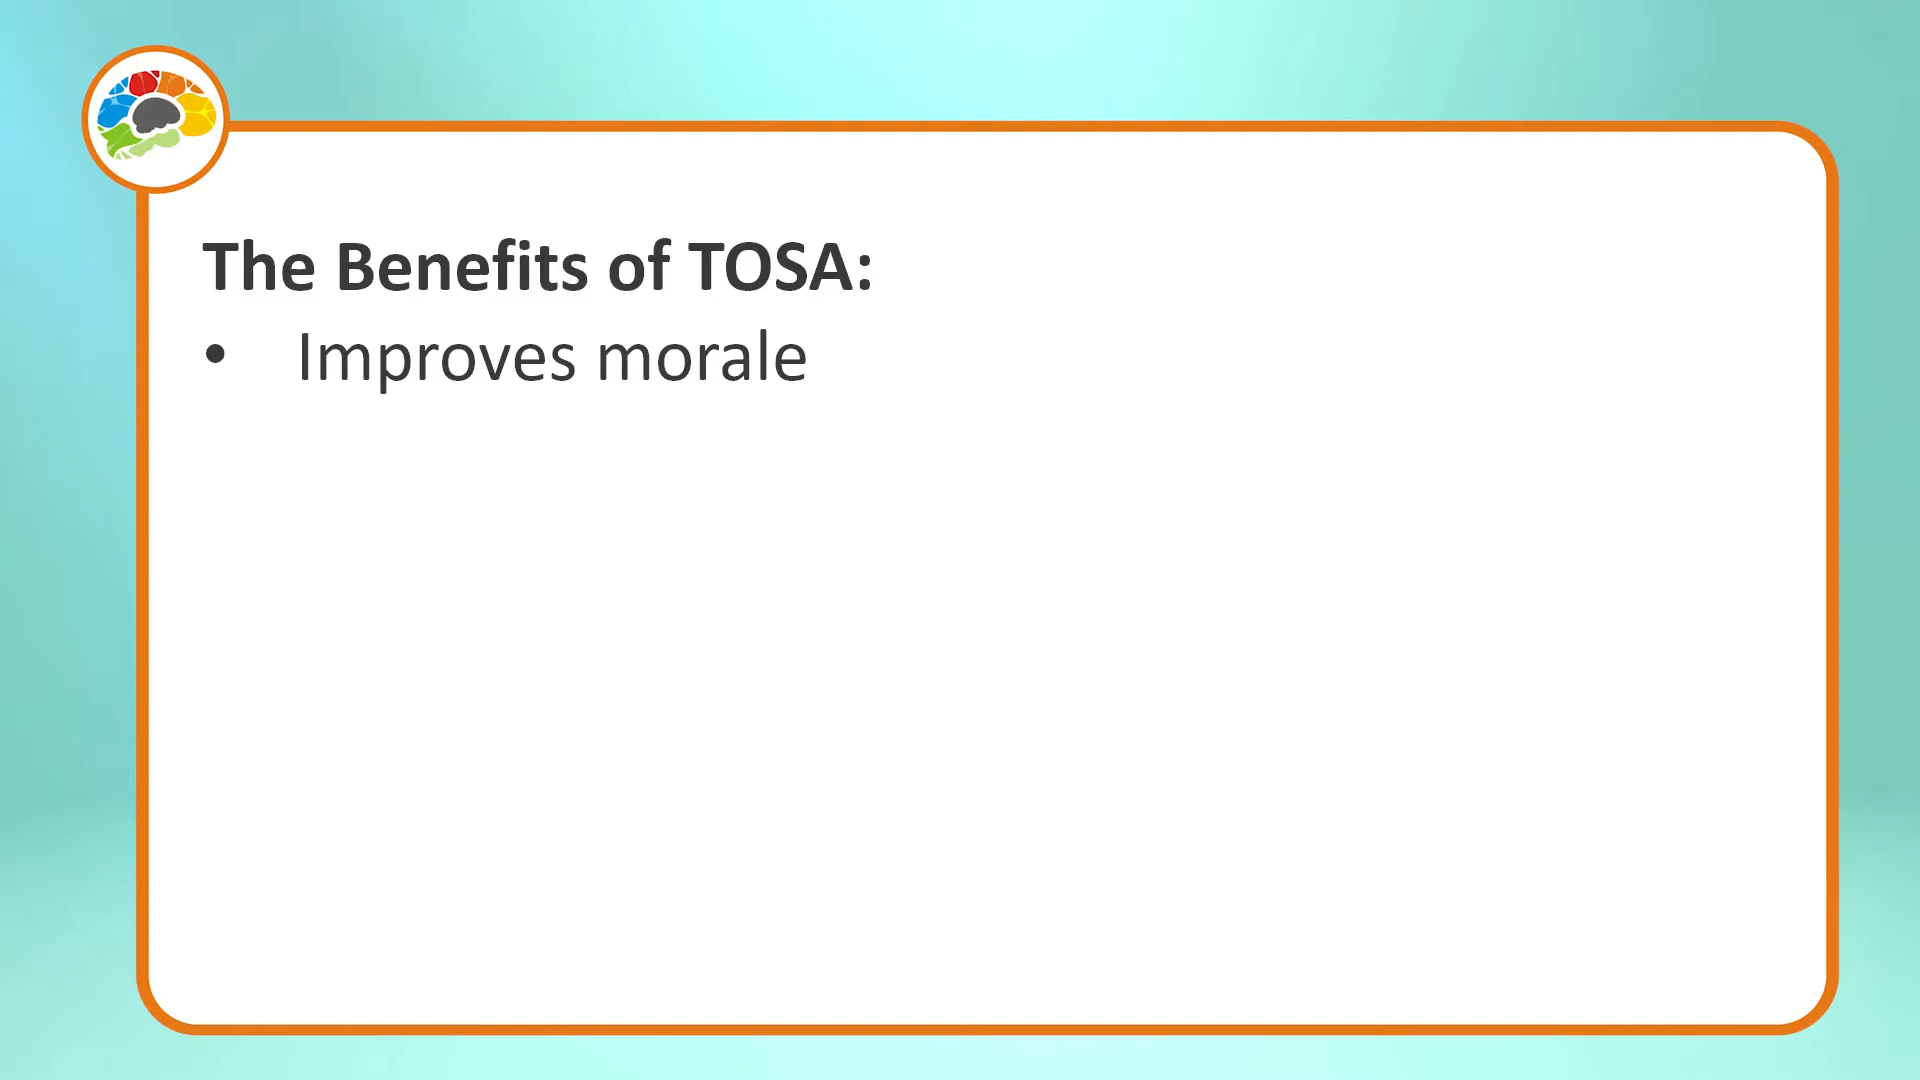 The Benefits of TOSA:
• Improves morale